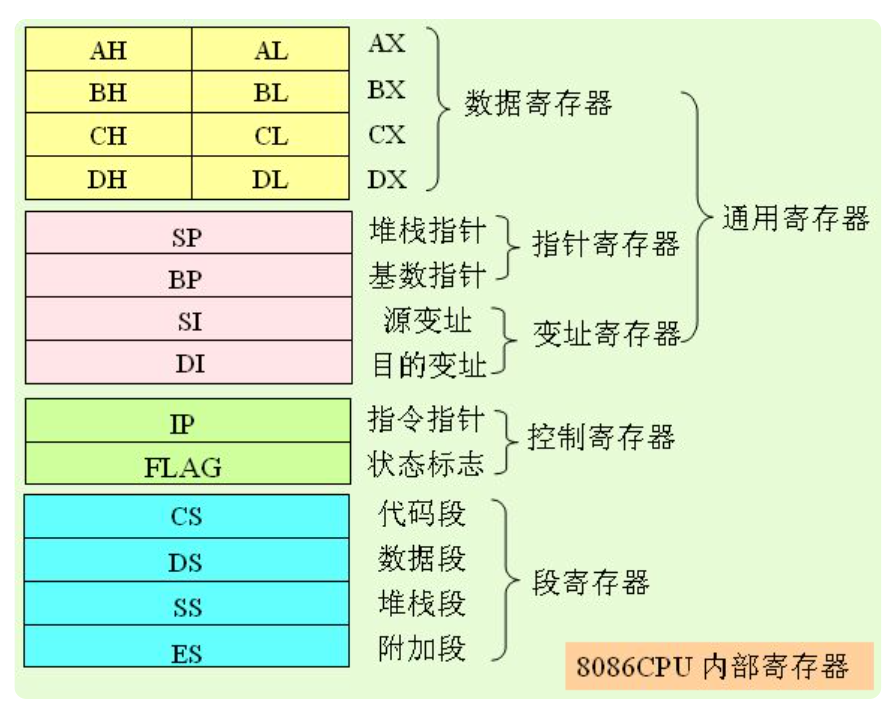 AH AL AX
BH BL BX
CH CL CX
DH DL DX
数据寄存器
SP 堆栈指针
BP 基数指针
指针寄存器
SI 源变址
DI 目的变址
变址寄存器
通用寄存器
IP 指令指针
FLAG 状态标志
控制寄存器
CS 代码段
DS 数据段
SS 堆栈段
ES 附加段
段寄存器
8086CPU 内部寄存器